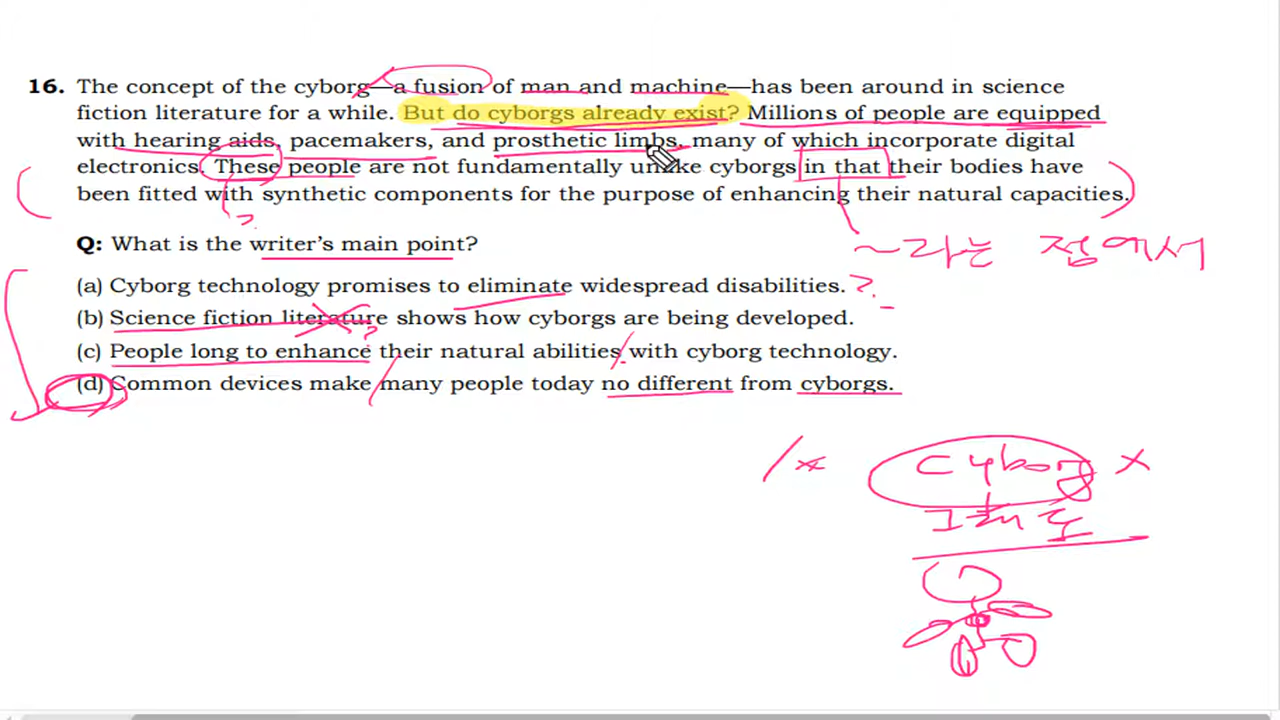 16. The concept of the cyborg—a fusion of man and machine—has been around in science
fiction literature for a while. But do cyborgs already exist? Millions of people are equipped
with hearing aids, pacemakers, and prosthetic limbs, many of which incorporate digital
electronics. These people are not fundamentally unlike cyborgs in that their bodies have
been fitted with synthetic components for the purpose of enhancing their natural capacities.
?
Q: What is the writer's main point?
~라는 점에서
(a) Cyborg technology promises to eliminate widespread disabilities. ?
(b) Science fiction literature shows how cyborgs are being developed.
?
(c) People long to enhance their natural abilities with cyborg technology.
(d) Common devices make many people today no different from cyborgs.
Cyborg X